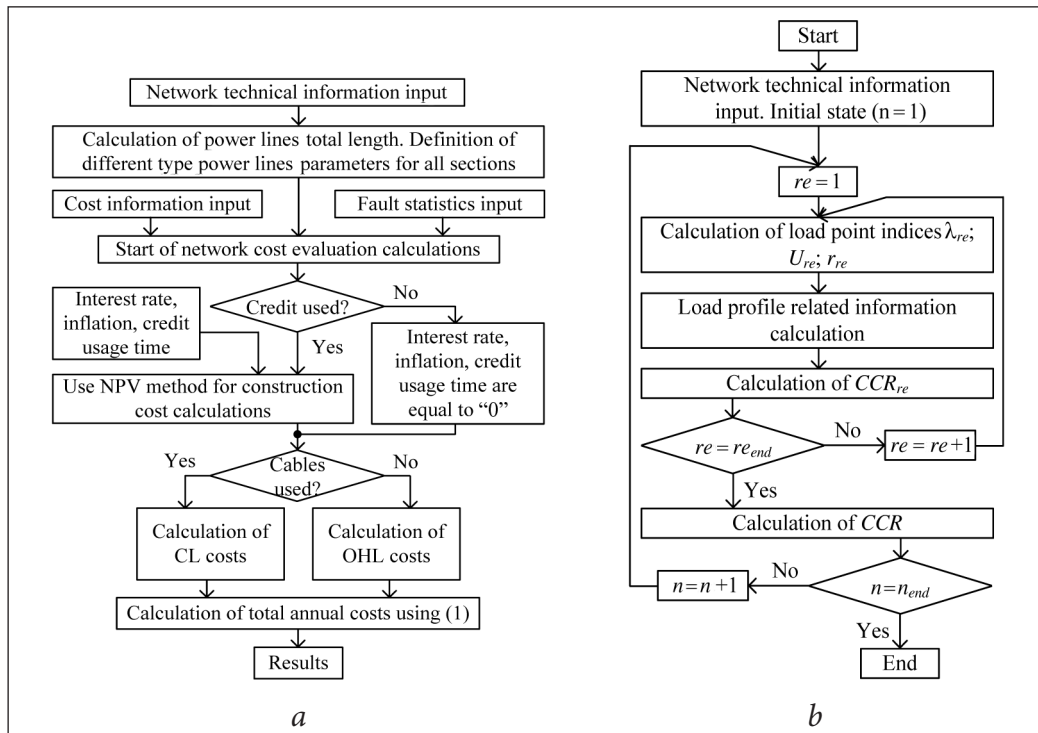 Network technical information input
Calculation of power lines total length. Definition of
different type power lines parameters for all sections
Cost information input
Fault statistics input
Start of network cost evaluation calculations
Interest rate,
inflation, credit
usage time
Credit used?
No
Yes
Interest rate,
inflation, credit
usage time are
equal to “0”
Use NPV method for construction
cost calculations
Yes
Cables
used?
No
Calculation of
CL costs
Calculation of
OHL costs
Calculation of total annual costs using (1)
Results
a
Start
Network technical information
input. Initial state (n = 1)
re = 1
Calculation of load point indices λre;
Ure; rre
Load profile related information
calculation
Calculation of CCRre
re = reend
No
re = re+1
Yes
Calculation of CCR
n = n +1
No
n = nend
Yes
End
b